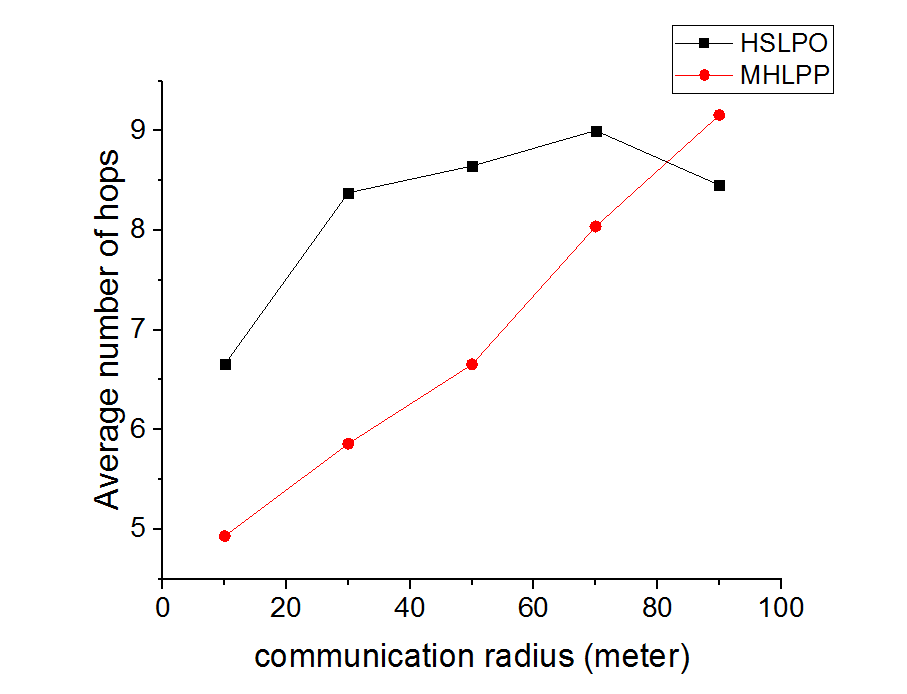 HSLPO
MHLPP
Average number of hops
9
8
7
6
5
0 20 40 60 80 100
communication radius (meter)